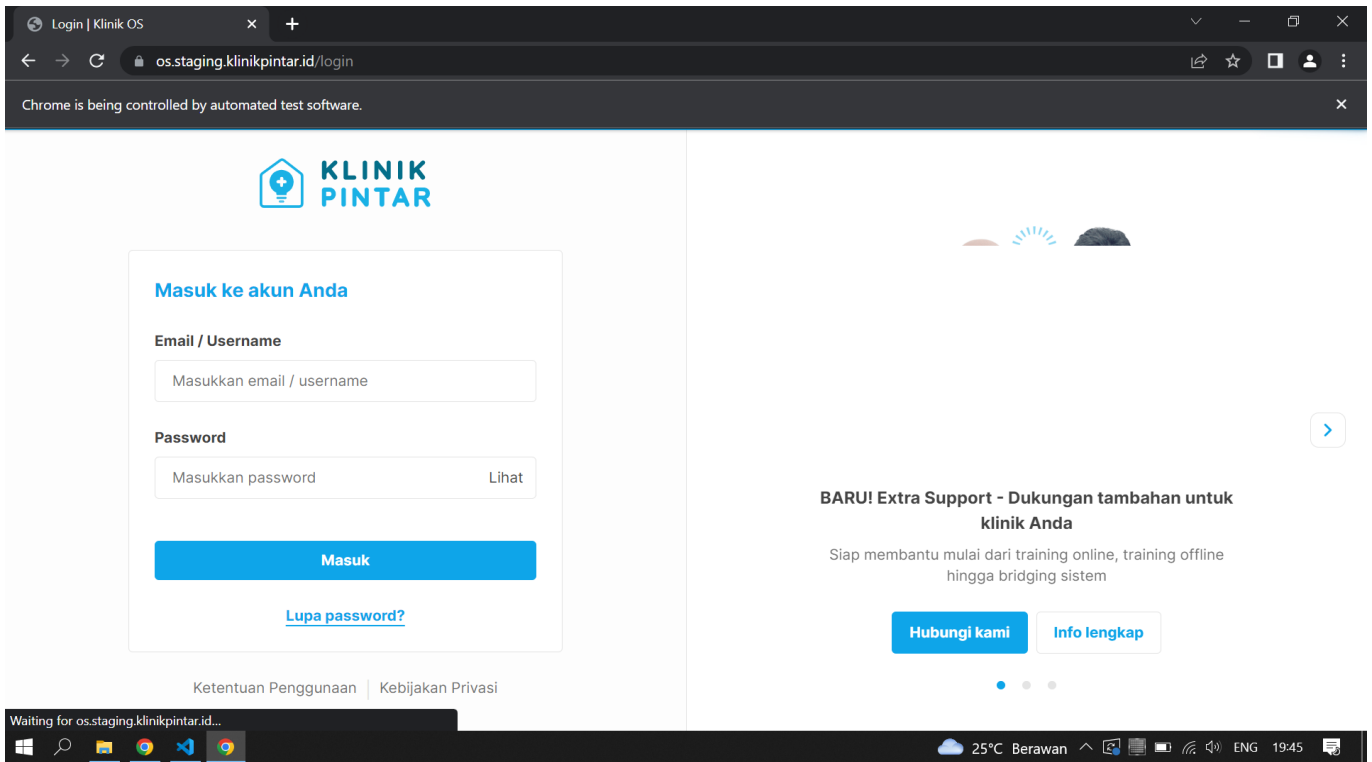 Login | Klinik OS
os.staging.klinikpintar.id/login
Chrome is being controlled by automated test software.
KLINIK
PINTAR
Masuk ke akun Anda
Email / Username
Masukkan email / username
Password
Masukkan password
Lihat
Masuk
Lupa password?
Ketentuan Penggunaan
Kebijakan Privasi
BARU! Extra Support - Dukungan tambahan untuk
klinik Anda
Siap membantu mulai dari training online, training offline
hingga bridging sistem
Hubungi kami
Info lengkap
Waiting for os.staging.klinikpintar.id...
25°C Berawan
ENG
19:45